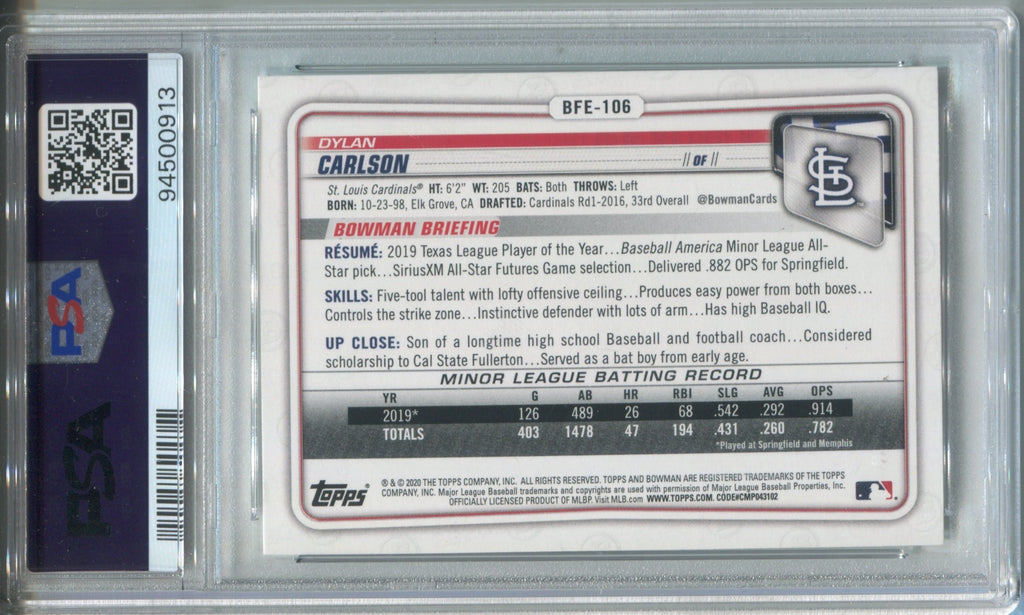 94500913
PSA
PSA
BFE-106
DYLAN
CARLSON
// OF //
St. Louis Cardinals® HT: 6'2" WT: 205 BATS: Both THROWS: Left
BORN: 10-23-98, Elk Grove, CA DRAFTED: Cardinals Rd1-2016, 33rd Overall @BowmanCards
STL
BOWMAN BRIEFING
RÉSUMÉ: 2019 Texas League Player of the Year...Baseball America Minor League All-
Star pick...SiriusXM All-Star Futures Game selection...Delivered .882 OPS for Springfield.
SKILLS: Five-tool talent with lofty offensive ceiling...Produces easy power from both boxes...
Controls the strike zone...Instinctive defender with lots of arm...Has high Baseball IQ.
UP CLOSE: Son of a longtime high school Baseball and football coach...Considered
scholarship to Cal State Fullerton...Served as a bat boy from early age.
MINOR LEAGUE BATTING RECORD
YR G AB HR RBI SLG AVG OPS
2019* 126 489 26 68 .542 .292 .914
TOTALS 403 1478 47 194 .431 .260 .782
*Played at Springfield and Memphis
Topps
® & © 2020 THE TOPPS COMPANY, INC. ALL RIGHTS RESERVED. TOPPS AND BOWMAN ARE REGISTERED TRADEMARKS OF THE TOPPS
COMPANY, INC. Major League Baseball trademarks and copyrights are used with permission of Major League Baseball Properties, Inc.
OFFICIALLY LICENSED PRODUCT OF MLBP. Visit MLB.com WWW.TOPPS.COM. CODE#CMP043102